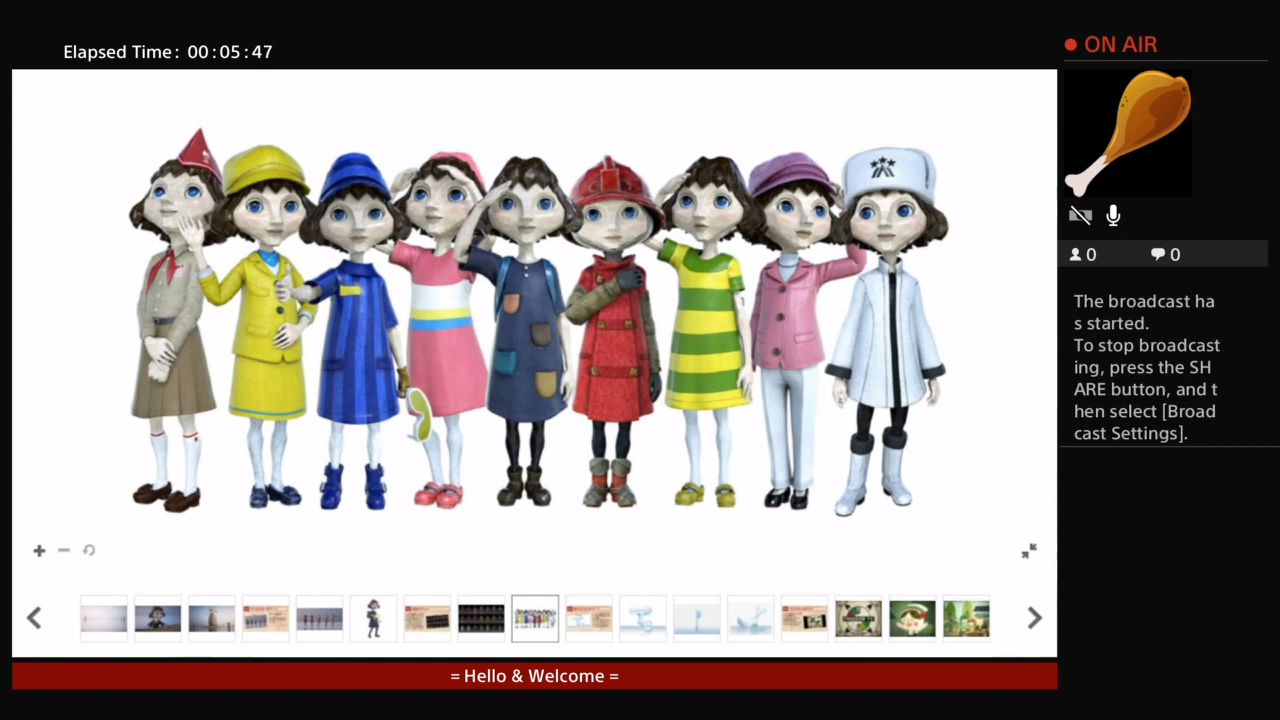 Elapsed Time: 00:05:47
ON AIR
0 0
The broadcast ha
s started.
To stop broadcast
ing, press the SH
ARE button, and t
hen select [Broad
cast Settings].
= Hello & Welcome =